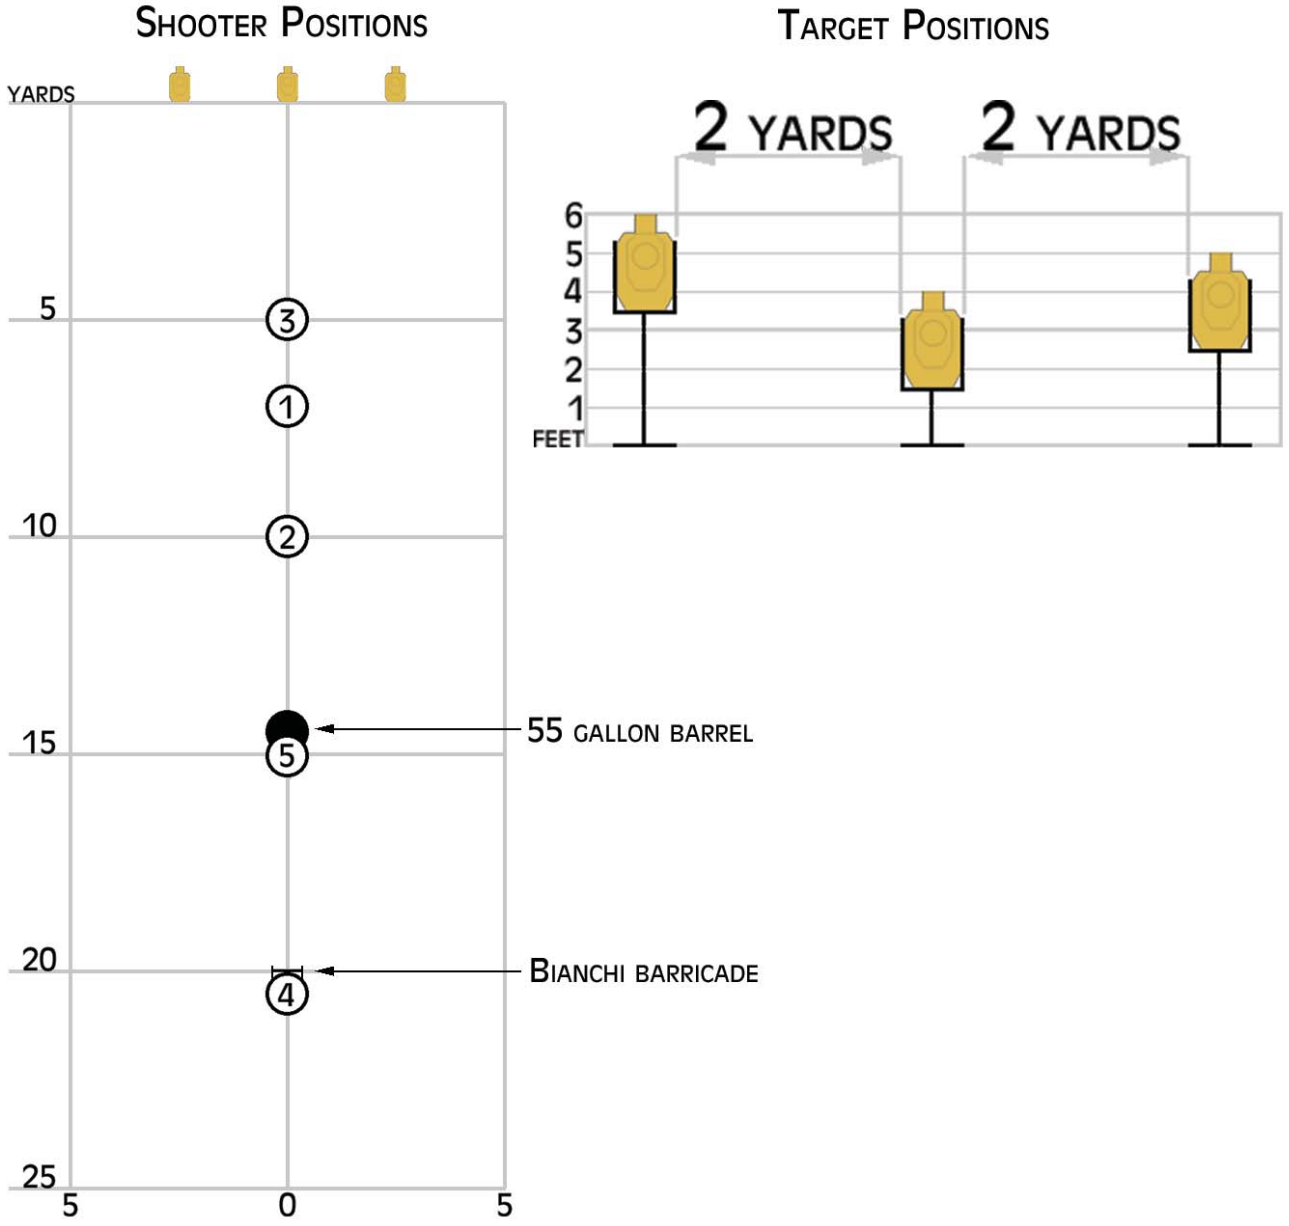 Shooter Positions
YARDS
5
3
1
10
2
55 GALLON BARREL
15
5
20
Bianchi barricade
4
25
5 0 5
Target Positions
2 YARDS 2 YARDS
6
5
4
3
2
1
FEET